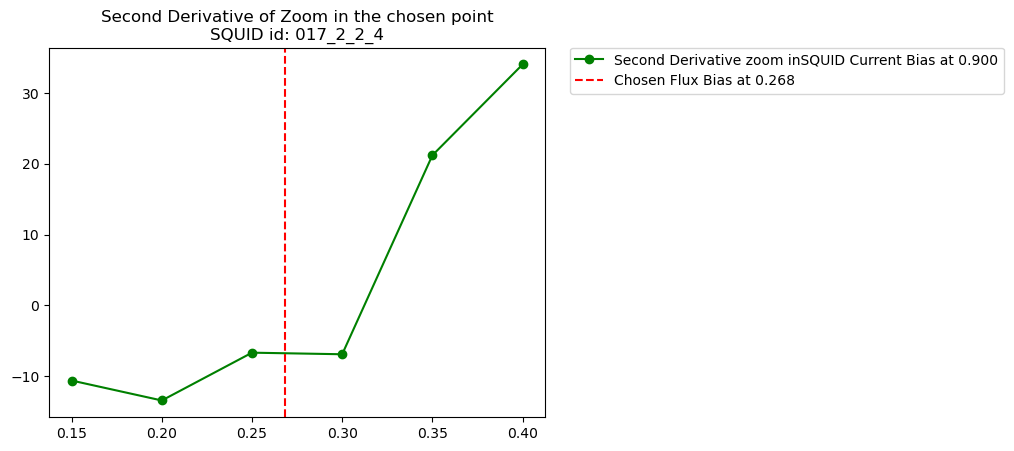 Second Derivative of Zoom in the chosen point
SQUID id: 017_2_2_4
Second Derivative zoom inSQUID Current Bias at 0.900
Chosen Flux Bias at 0.268
30
20
10
0
−10
0.15 0.20 0.25 0.30 0.35 0.40